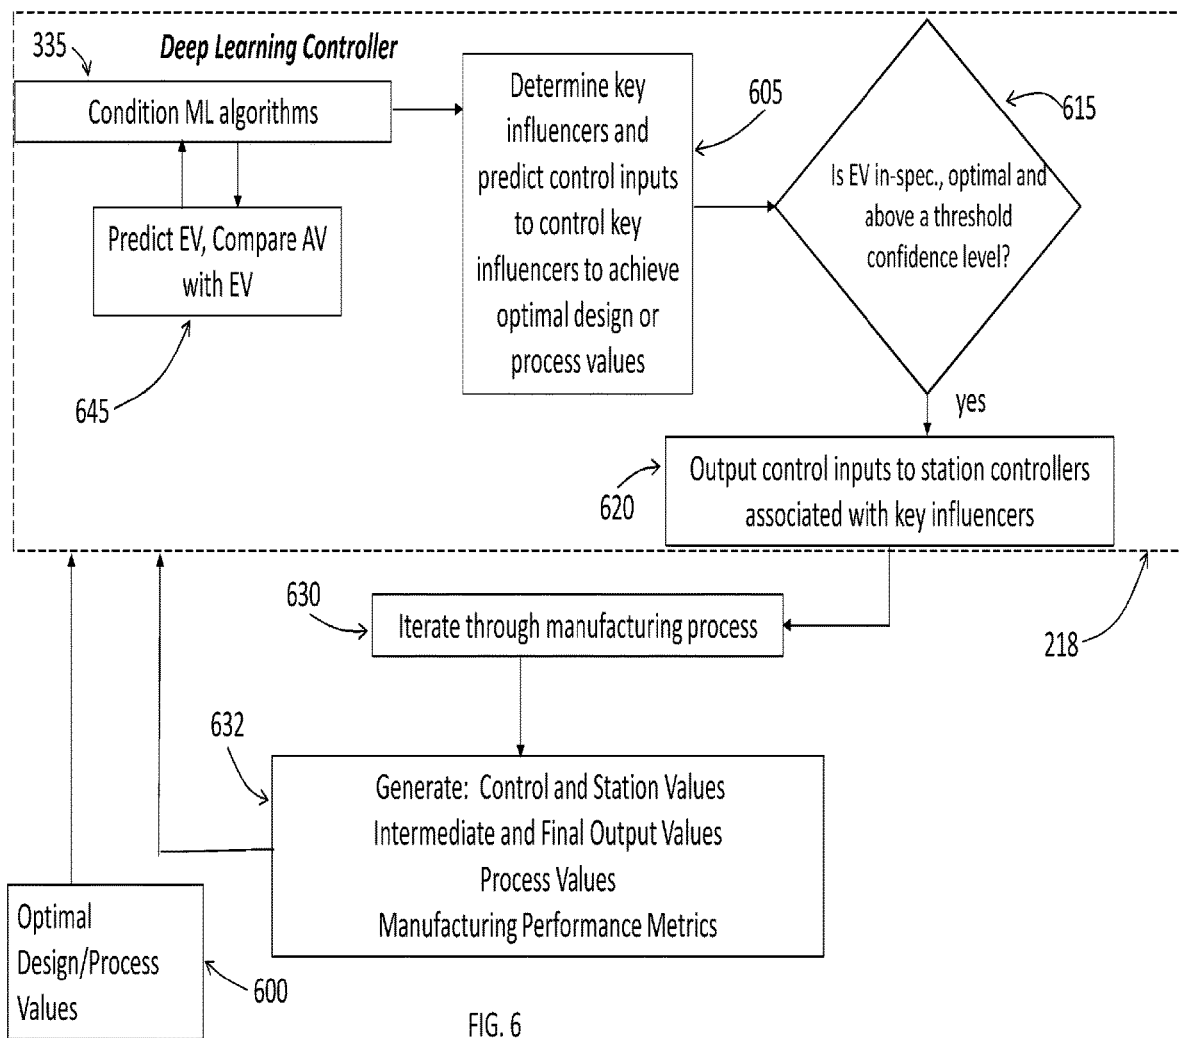 Deep Learning Controller
335
Condition ML algorithms
Predict EV, Compare AV
with EV
645
Determine key
influencers and
predict control inputs
to control key
influencers to achieve
optimal design or
process values
605
Is EV in-spec., optimal and
above a threshold
confidence level?
615
yes
Output control inputs to station controllers
associated with key influencers
620
218
630
Iterate through manufacturing process
632
Generate: Control and Station Values
Intermediate and Final Output Values
Process Values
Manufacturing Performance Metrics
Optimal
Design/Process
Values
600
FIG. 6